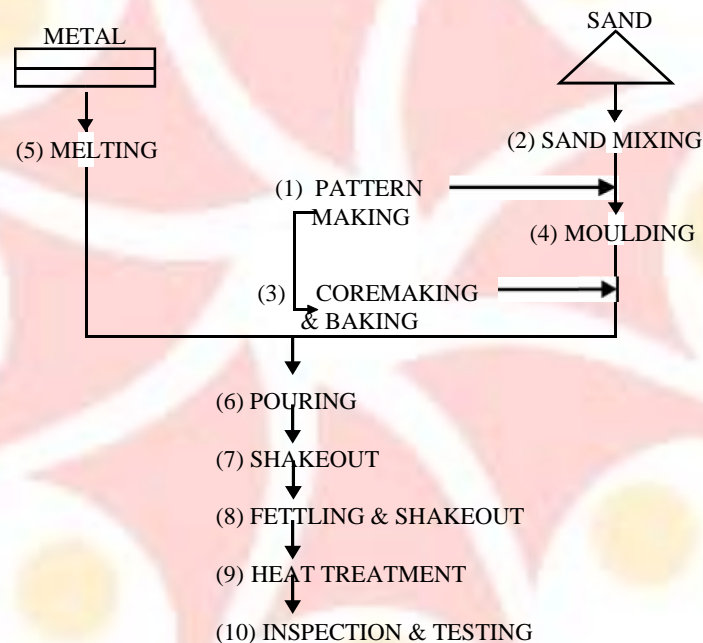 METAL
SAND
(5) MELTING
(2) SAND MIXING
(1) PATTERN
MAKING
(4) MOULDING
(3) COREMAKING
& BAKING
(6) POURING
(7) SHAKEOUT
(8) FETTLING & SHAKEOUT
(9) HEAT TREATMENT
(10) INSPECTION & TESTING